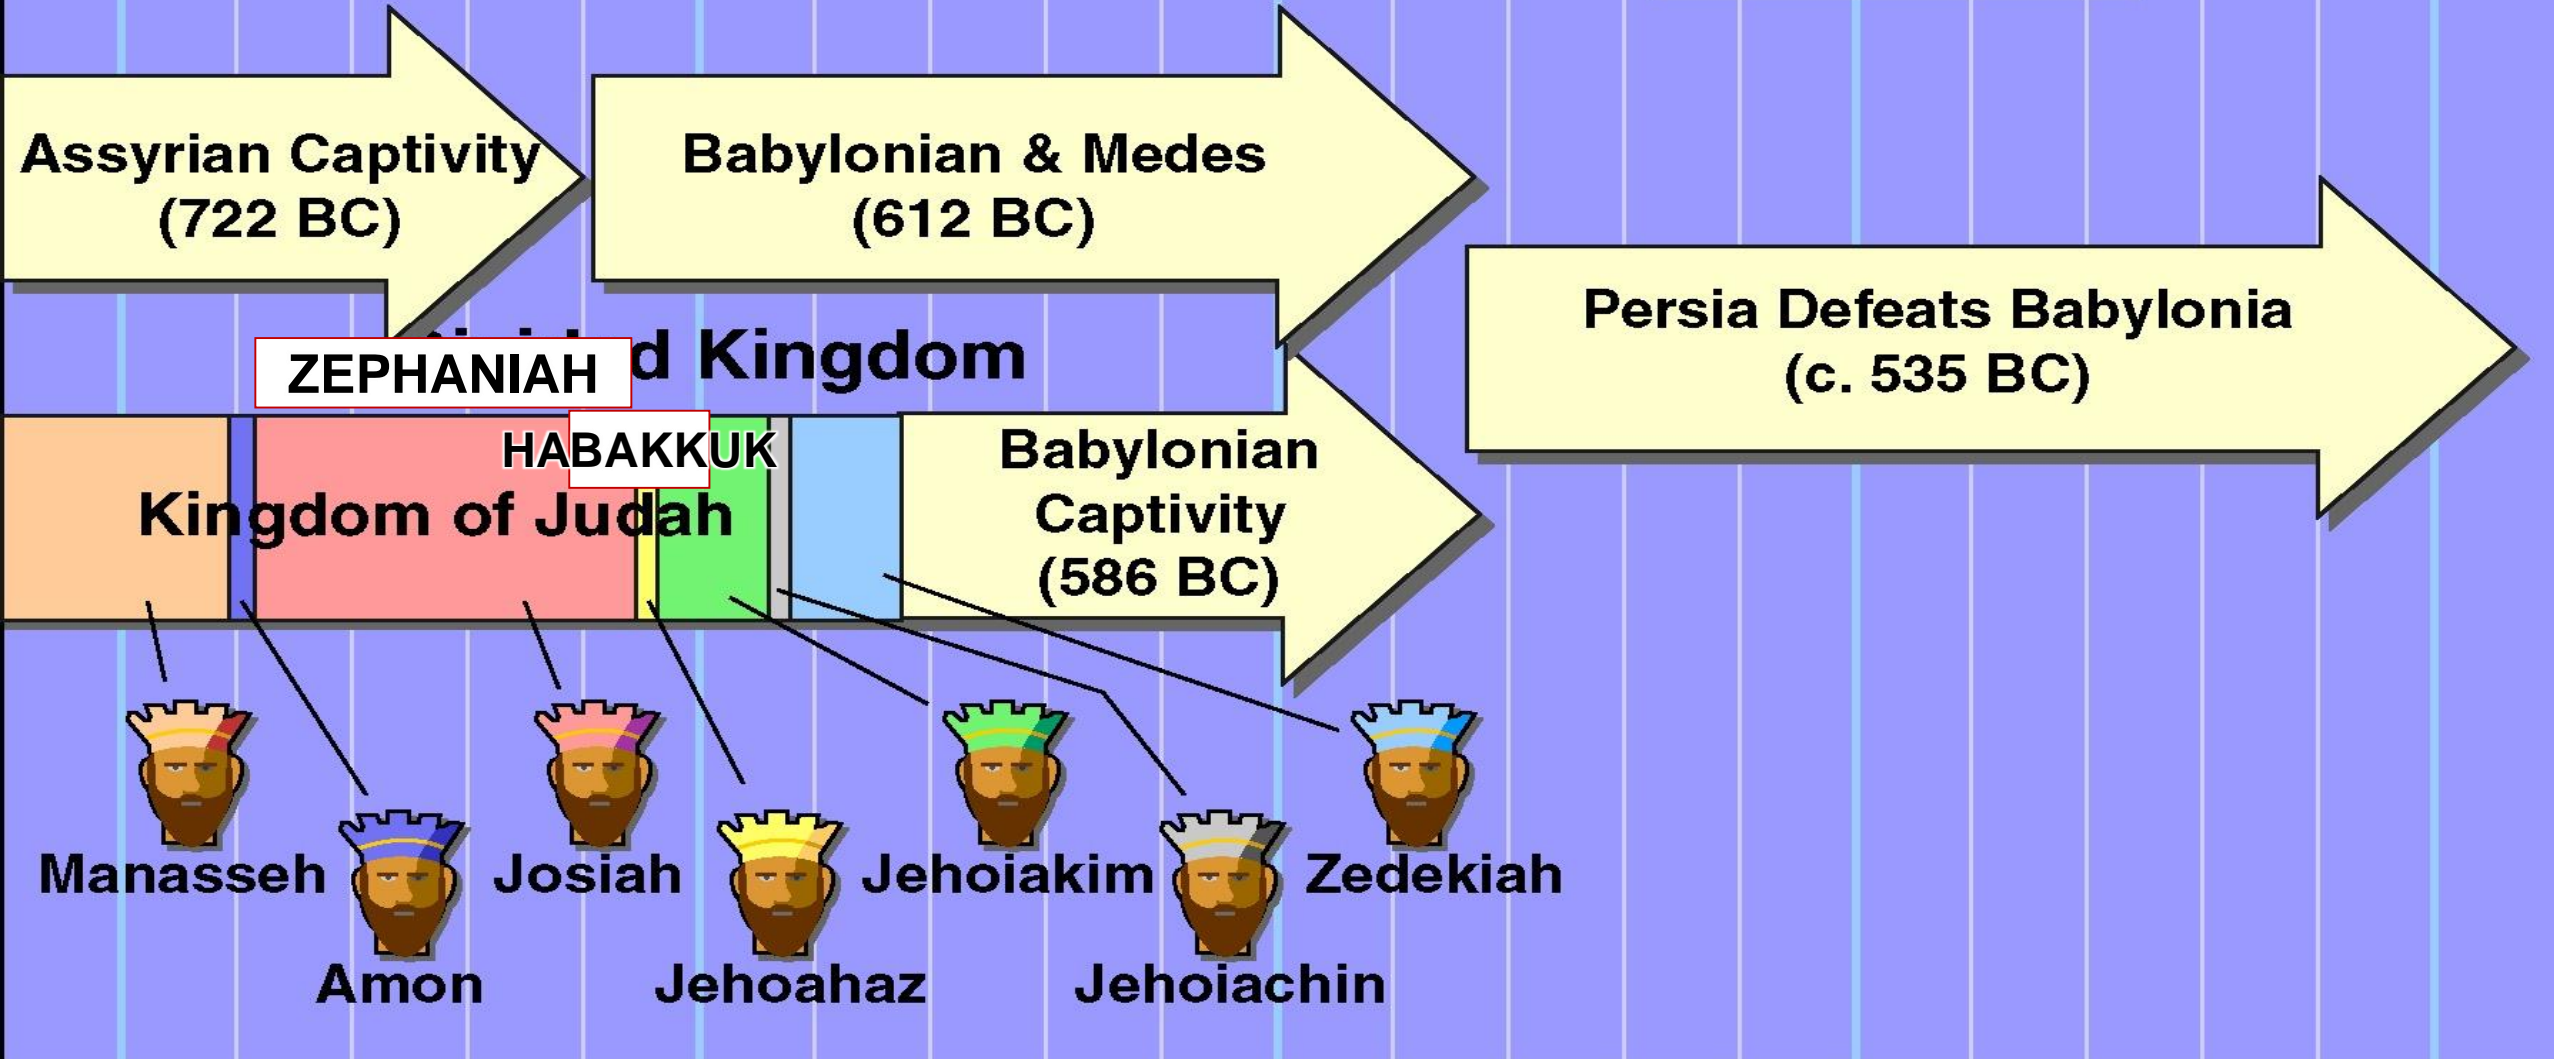 Assyrian Captivity
(722 BC)
Babylonian & Medes
(612 BC)
Persia Defeats Babylonia
(c. 535 BC)
Kingdom
ZEPHANIAH
HABAKKUK
Kingdom of Judah
Babylonian
Captivity
(586 BC)
Manasseh
Josiah
Jehoiakim
Zedekiah
Amon
Jehoahaz
Jehoiachin